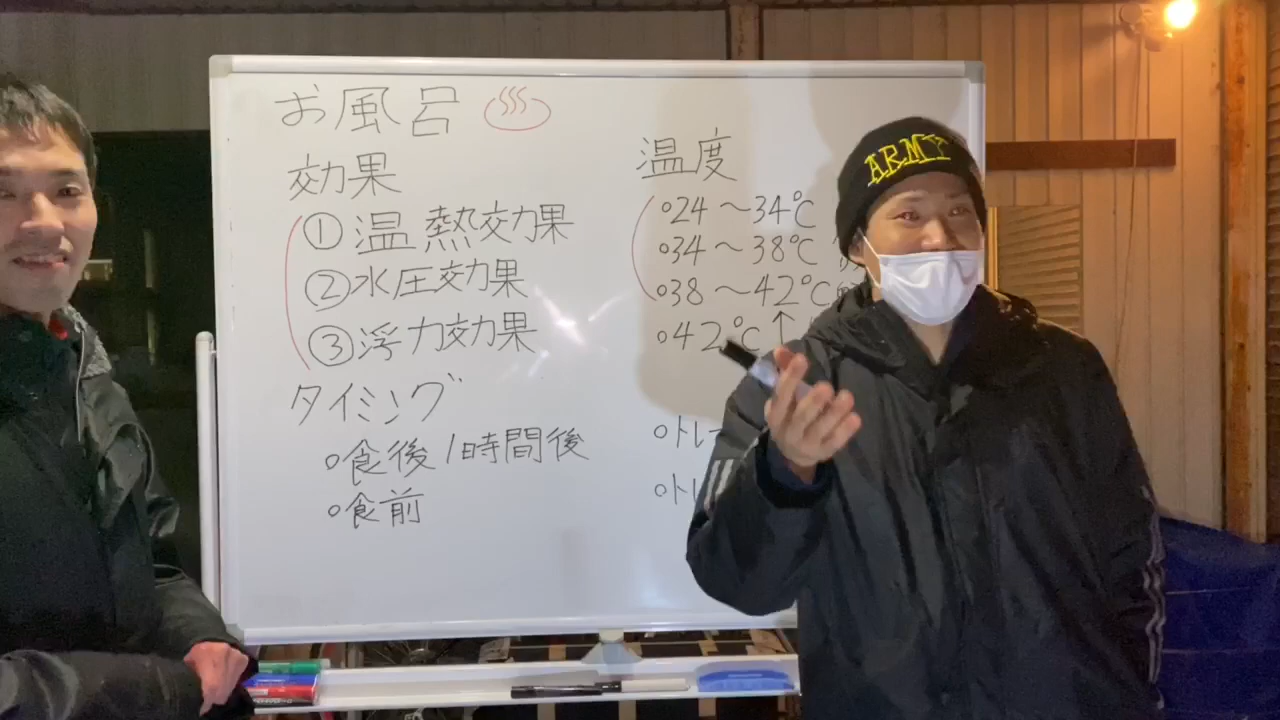 お風呂 ♨
効果
① 温熱効果
② 水圧効果
③ 浮力効果
タイミング
○食後1時間後
○食前
温度
○24〜34℃
○34〜38℃
○38〜42℃
○42℃↑
○トレ
○ト
ARMY